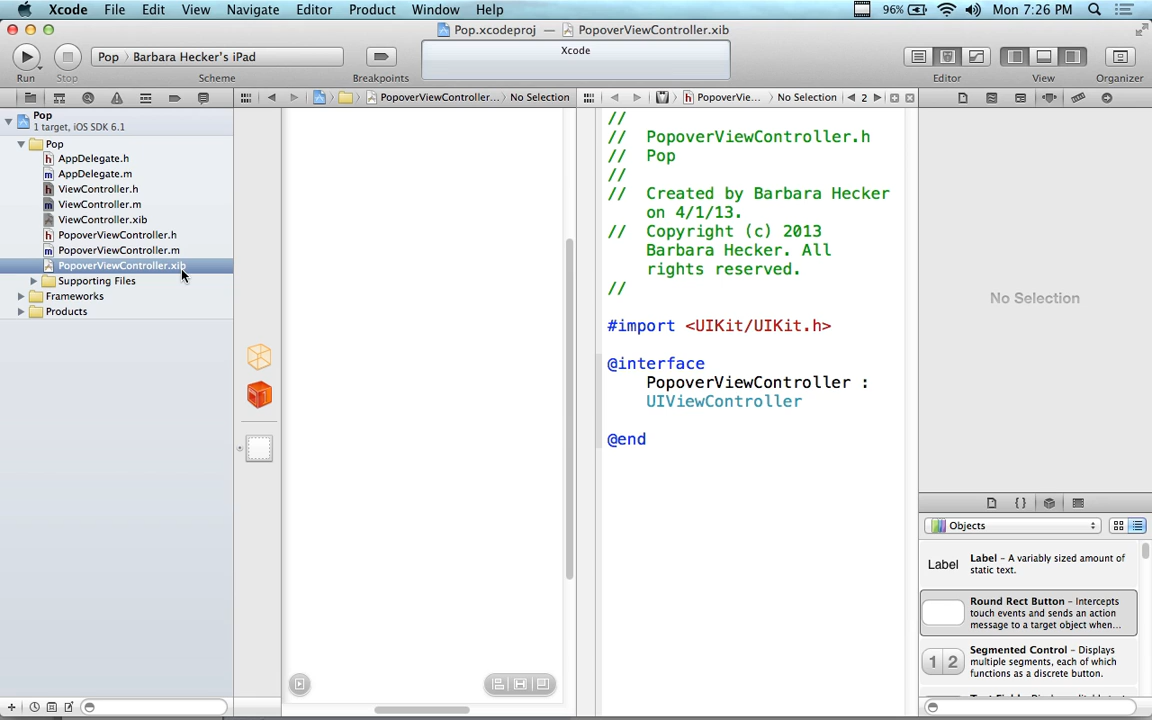 Xcode File Edit View Navigate Editor Product Window Help 96% Mon 7:26 PM
Pop.xcodeproj — PopoverViewController.xib
Pop Barbara Hecker's iPad
Xcode
Run Stop Scheme Breakpoints Editor View Organizer
PopoverViewController... No Selection
PopoverVie... No Selection 2
Pop
1 target, iOS SDK 6.1
Pop
AppDelegate.h
AppDelegate.m
ViewController.h
ViewController.m
ViewController.xib
PopoverViewController.h
PopoverViewController.m
PopoverViewController.xib
Supporting Files
Frameworks
Products
//
// PopoverViewController.h
// Pop
//
// Created by Barbara Hecker
on 4/1/13.
// Copyright (c) 2013
Barbara Hecker. All
rights reserved.
//
#import <UIKit/UIKit.h>
@interface
PopoverViewController :
UIViewController
@end
No Selection
{ }
Objects
Label
Label – A variably sized amount of
static text.
Round Rect Button – Intercepts
touch events and sends an action
message to a target object when...
1 2
Segmented Control – Displays
multiple segments, each of which
functions as a discrete button.